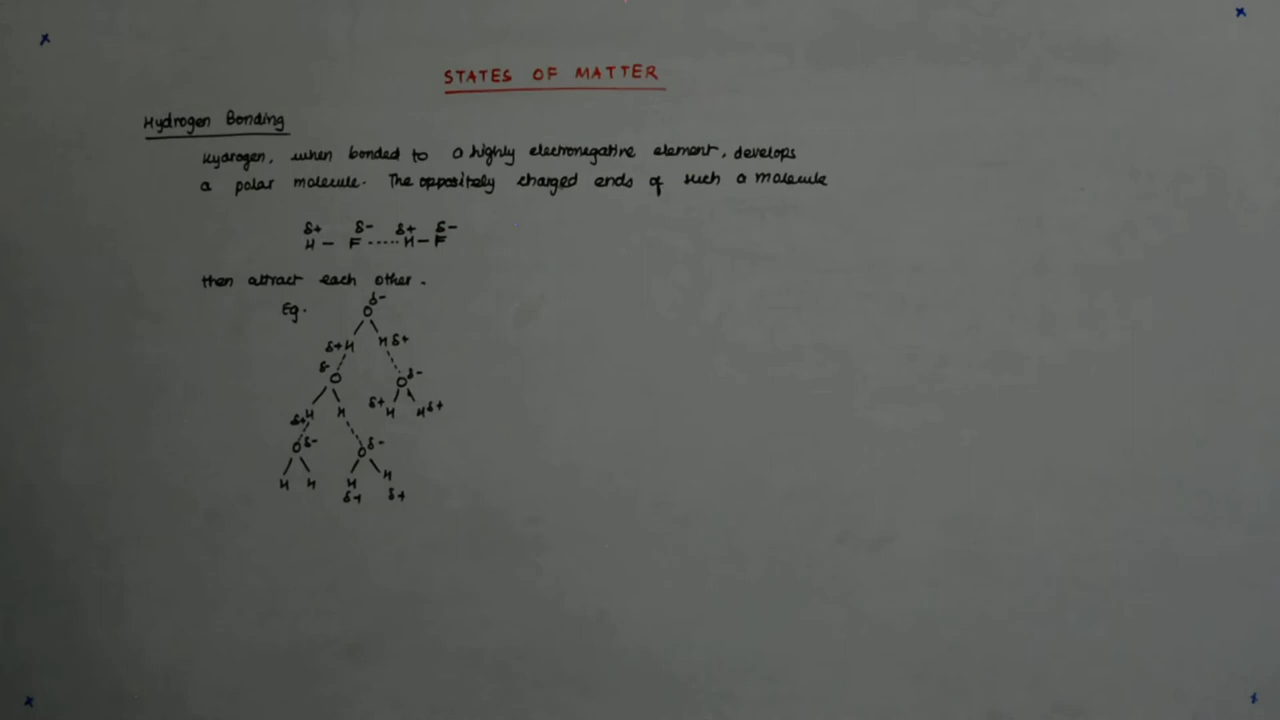 STATES OF MATTER
Hydrogen Bonding
Hydrogen, when bonded to a highly electronegative element, develops
a polar molecule. The oppositely charged ends of such a molecule
δ+ δ- δ+ δ-
H — F ..... H — F
then attract each other.
Eg.
δ-
O
δ+ H H δ+
δ-
O O δ-
δ+ H H δ+ H H δ+
O δ- O δ-
H H H H
δ+ δ+